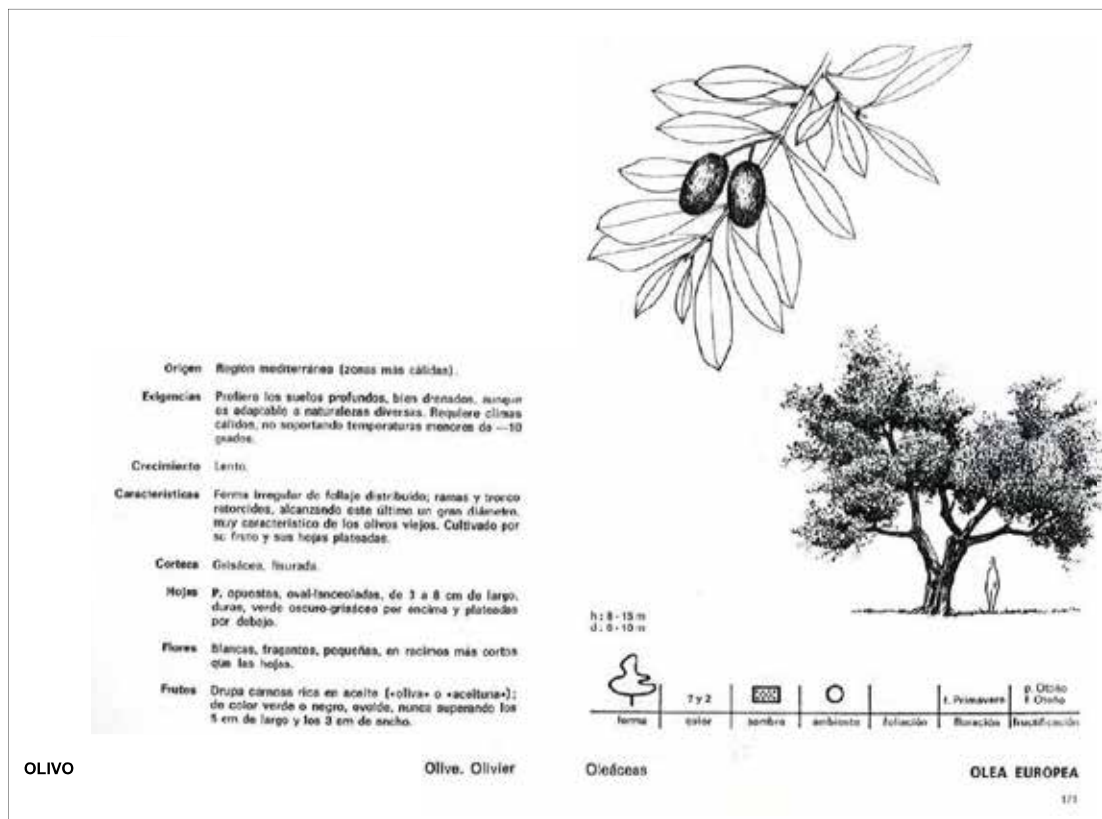 Origen Región mediterránea (zonas más cálidas).
Exigencias Prefiere los suelos profundos, bien drenados, aunque
es adaptable a naturalezas diversas. Requiere climas
cálidos, no soportando temperaturas menores de —10
grados.
Crecimiento Lento.
Características Forma irregular de follaje distribuido; ramas y tronco
retorcidos, alcanzando este último un gran diámetro,
muy característico de los olivos viejos. Cultivado por
su fruto y sus hojas plateadas.
Corteza Grisácea, fisurada.
Hojas P, opuestas, oval-lanceoladas, de 3 a 8 cm de largo,
duras, verde oscuro-grisáceo por encima y plateadas
por debajo.
Flores Blancas, fragantes, pequeñas, en racimos más cortos
que las hojas.
Frutos Drupa carnosa rica en aceite («oliva» o «aceituna»);
de color verde o negro, ovoide, nunca superando los
5 cm de largo y los 3 cm de ancho.
h: 8-15 m
d: 6-10 m
7 y 2
f. Primavera
p. Otoño
f. Otoño
forma color sombra ambiente foliación floración fructificación
OLIVO Olive. Olivier Oleáceas OLEA EUROPEA
171